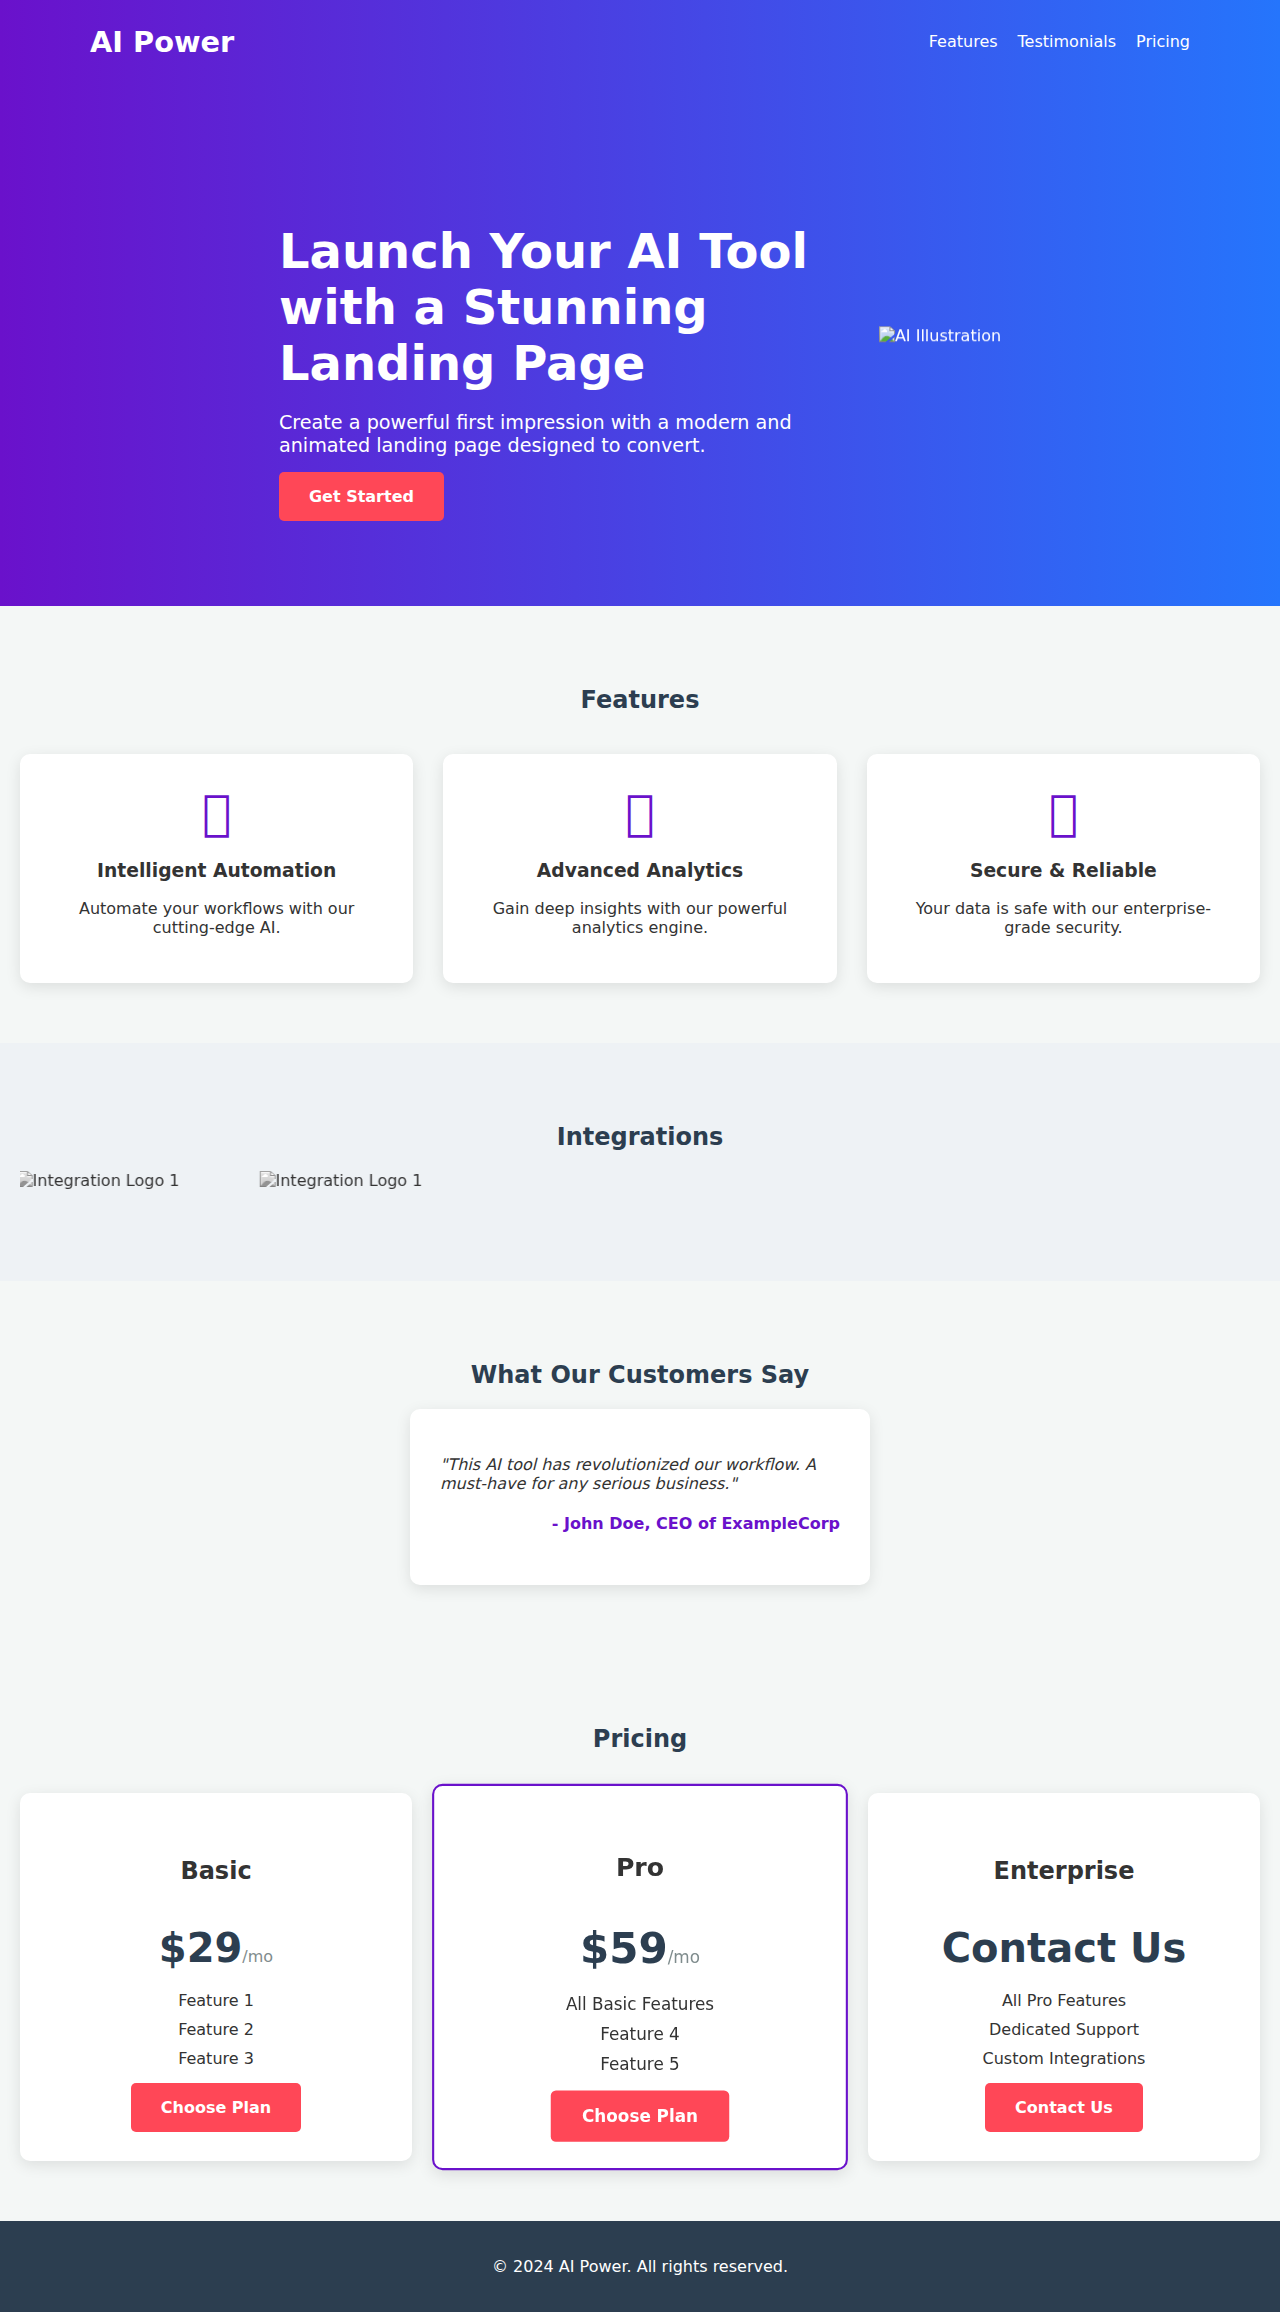 AI Power
Features
Testimonials
Pricing
Launch Your AI Tool
with a Stunning
Landing Page
Create a powerful first impression with a modern and
animated landing page designed to convert.
Get Started
AI Illustration
Features
Intelligent Automation
Automate your workflows with our
cutting-edge AI.
Advanced Analytics
Gain deep insights with our powerful
analytics engine.
Secure & Reliable
Your data is safe with our enterprise-
grade security.
Integrations
Integration Logo 1
Integration Logo 1
What Our Customers Say
"This AI tool has revolutionized our workflow. A
must-have for any serious business."
- John Doe, CEO of ExampleCorp
Pricing
Basic
$29/mo
Feature 1
Feature 2
Feature 3
Choose Plan
Pro
$59/mo
All Basic Features
Feature 4
Feature 5
Choose Plan
Enterprise
Contact Us
All Pro Features
Dedicated Support
Custom Integrations
Contact Us
© 2024 AI Power. All rights reserved.